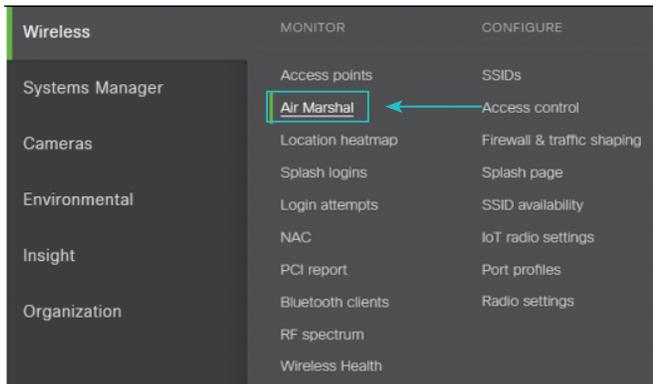 Wireless
Systems Manager
Cameras
Environmental
Insight
Organization
MONITOR
Access points
Air Marshal
Location heatmap
Splash logins
Login attempts
NAC
PCI report
Bluetooth clients
RF spectrum
Wireless Health
CONFIGURE
SSIDs
Access control
Firewall & traffic shaping
Splash page
SSID availability
IoT radio settings
Port profiles
Radio settings